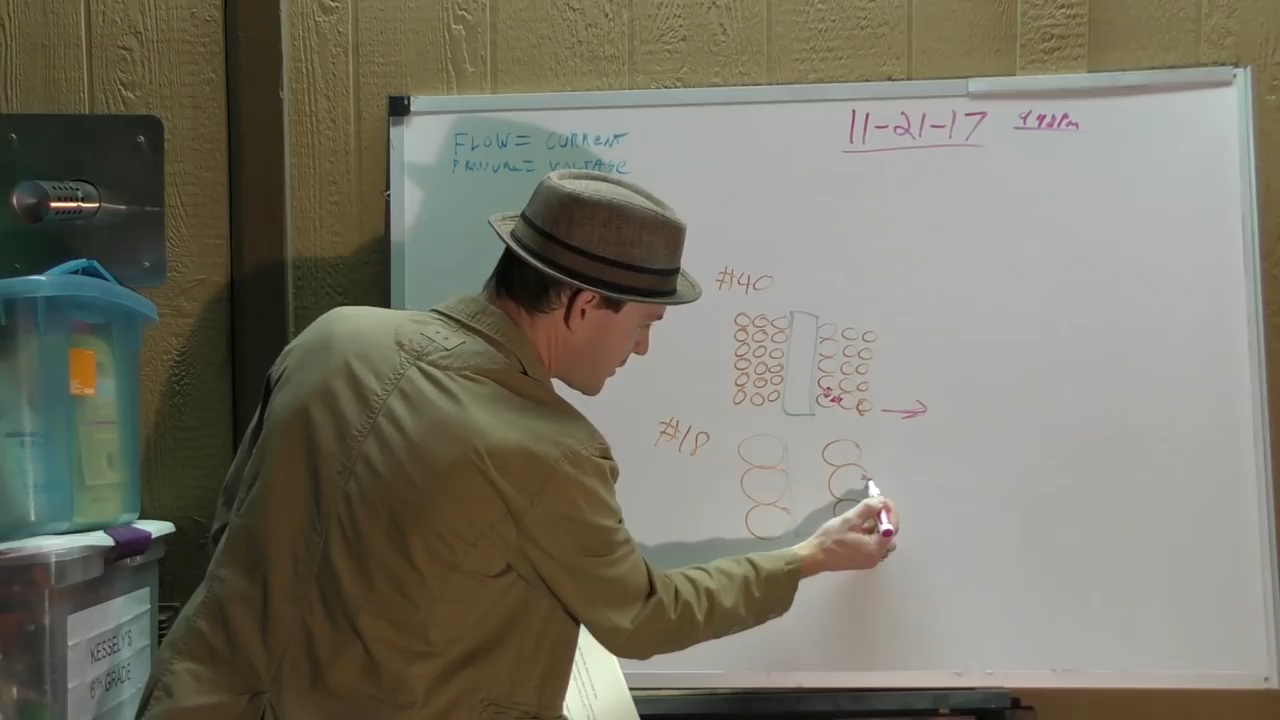 11-21-17
FLOW = CURRENT
PRESSURE = VOLTAGE
#40
#18
KESSELY'S
6TH GRADE